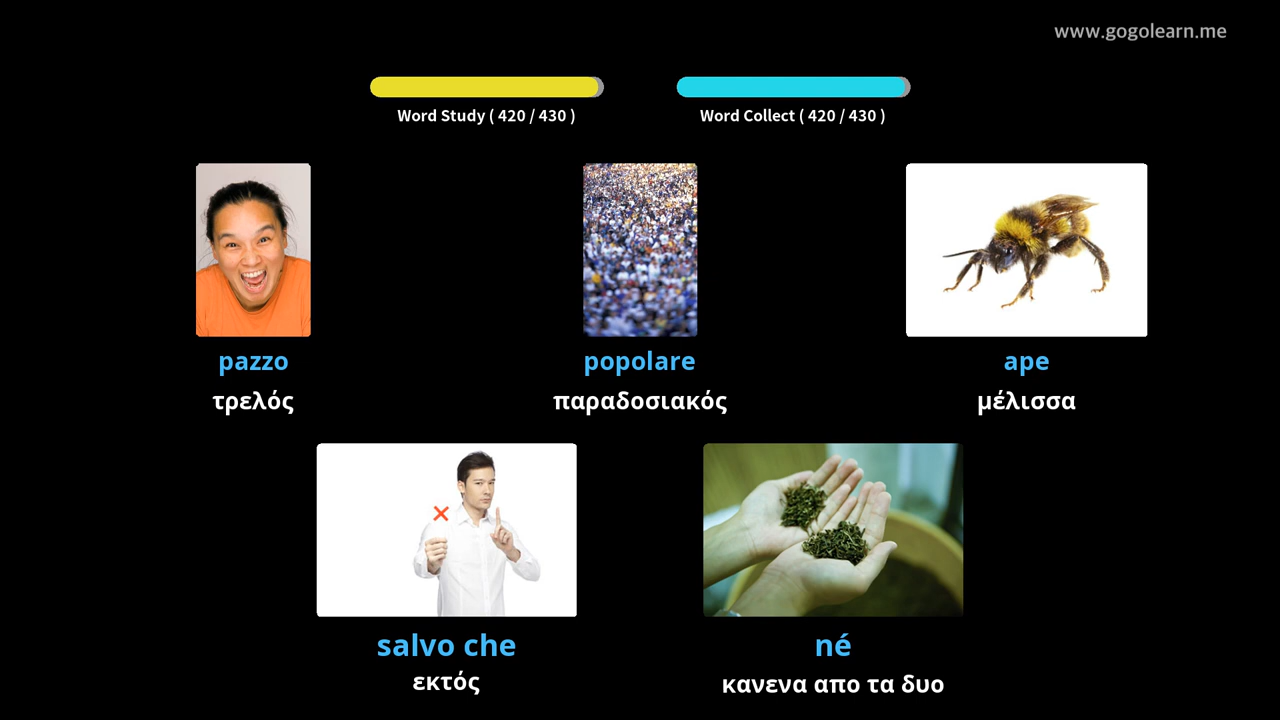 www.gogolearn.me
Word Study ( 420 / 430 )
Word Collect ( 420 / 430 )
pazzo
popolare
ape
τρελός
παραδοσιακός
μέλισσα
salvo che
né
εκτός
κανενα απο τα δυο